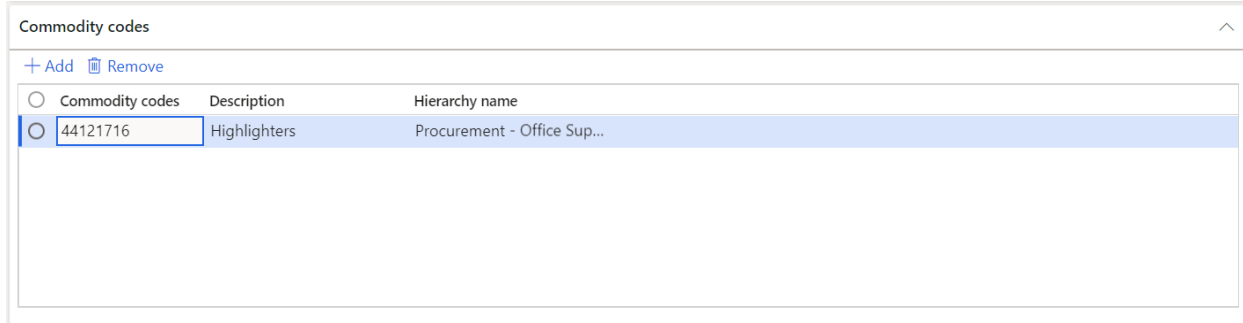 Commodity codes
Add Remove
Commodity codes Description Hierarchy name
44121716 Highlighters Procurement - Office Sup...